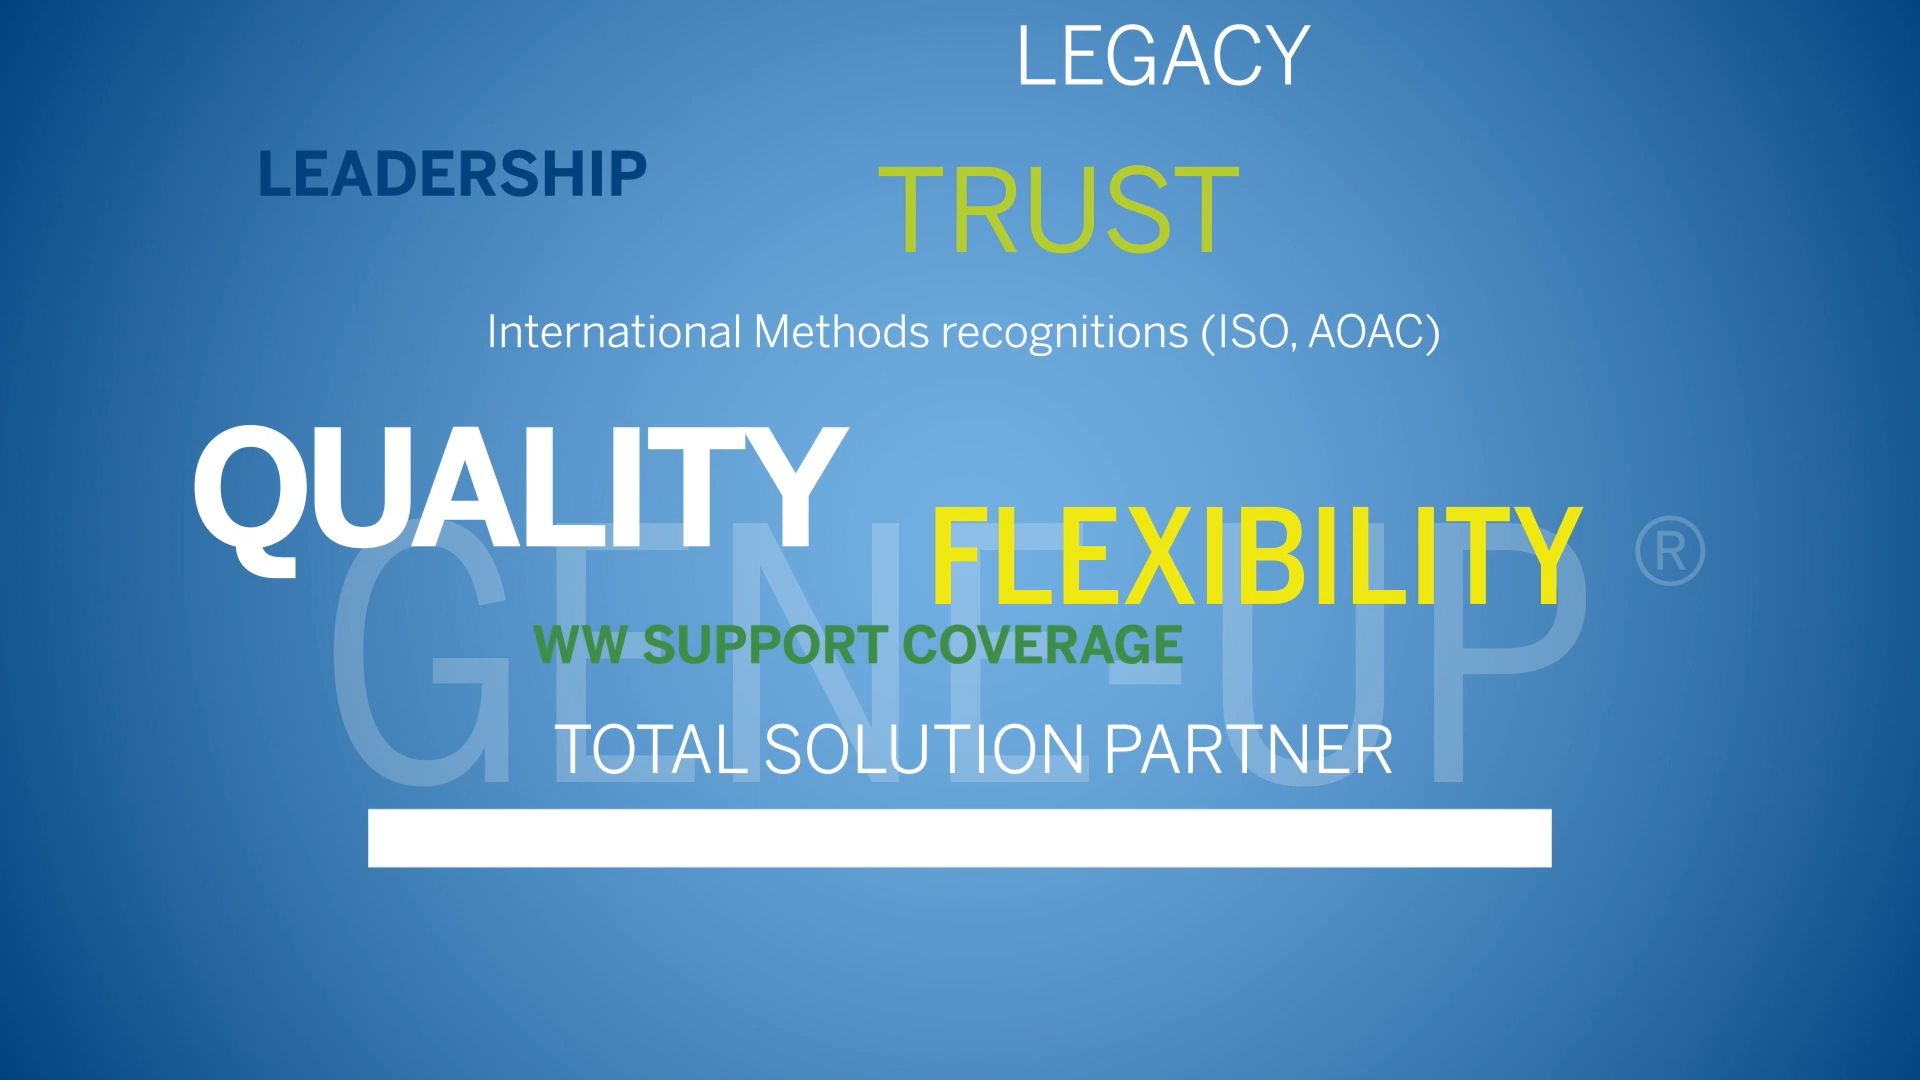 LEGACY
LEADERSHIP
TRUST
International Methods recognitions (ISO, AOAC)
QUALITY
FLEXIBILITY
GENE-UP ®
WW SUPPORT COVERAGE
TOTAL SOLUTION PARTNER